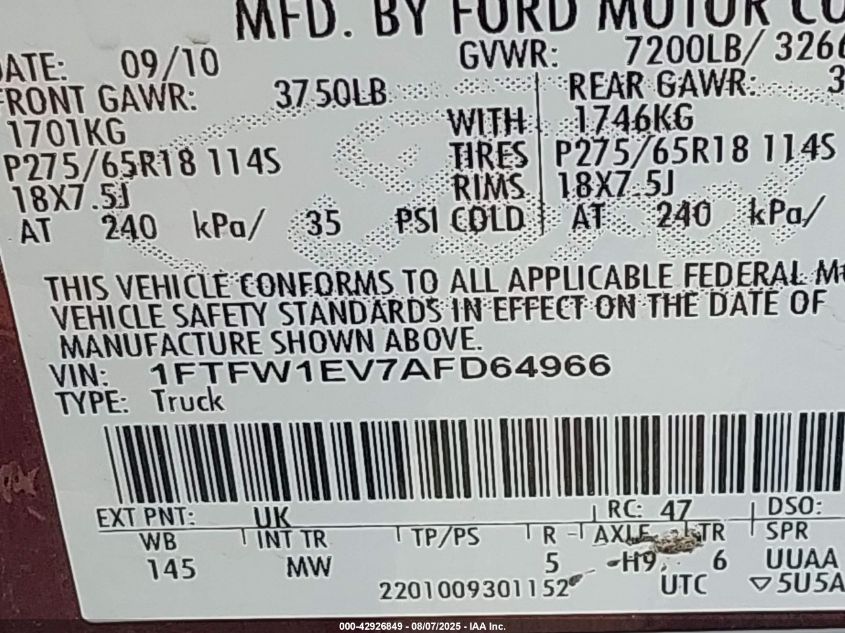 MFD. BY FORD MOTOR CO
DATE: 09/10 GVWR: 7200LB/ 3266
FRONT GAWR: 3750LB REAR GAWR: 3
1701KG WITH 1746KG
P275/65R18 114S TIRES P275/65R18 114S
18X7.5J RIMS 18X7.5J
AT 240 kPa/ 35 PSI COLD AT 240 kPa/
THIS VEHICLE CONFORMS TO ALL APPLICABLE FEDERAL M
VEHICLE SAFETY STANDARDS IN EFFECT ON THE DATE OF
MANUFACTURE SHOWN ABOVE.
VIN: 1FTFW1EV7AFD64966
TYPE: Truck
EXT PNT: UK RC: 47 DSO:
WB INT TR TP/PS R AXLE TR SPR
145 MW 5 H9 6 UUAA
2201009301152 UTC ▽5U5A
000-42926849 - 08/07/2025 - IAA Inc.